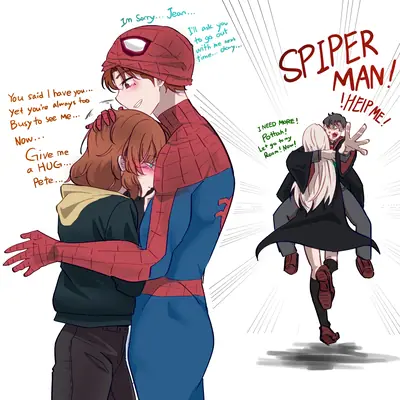 Im Sorry... Jean...
I'll ask you
to go out
with me next
time.. okay...
You said I have you...
yet you're always too
Busy to see me...
Now...
Give me
a HUG...
Pete...
SPIPER
MAN!
!HELP ME!
I NEED MORE!
Pottah!
Let go to my
Room! Now!